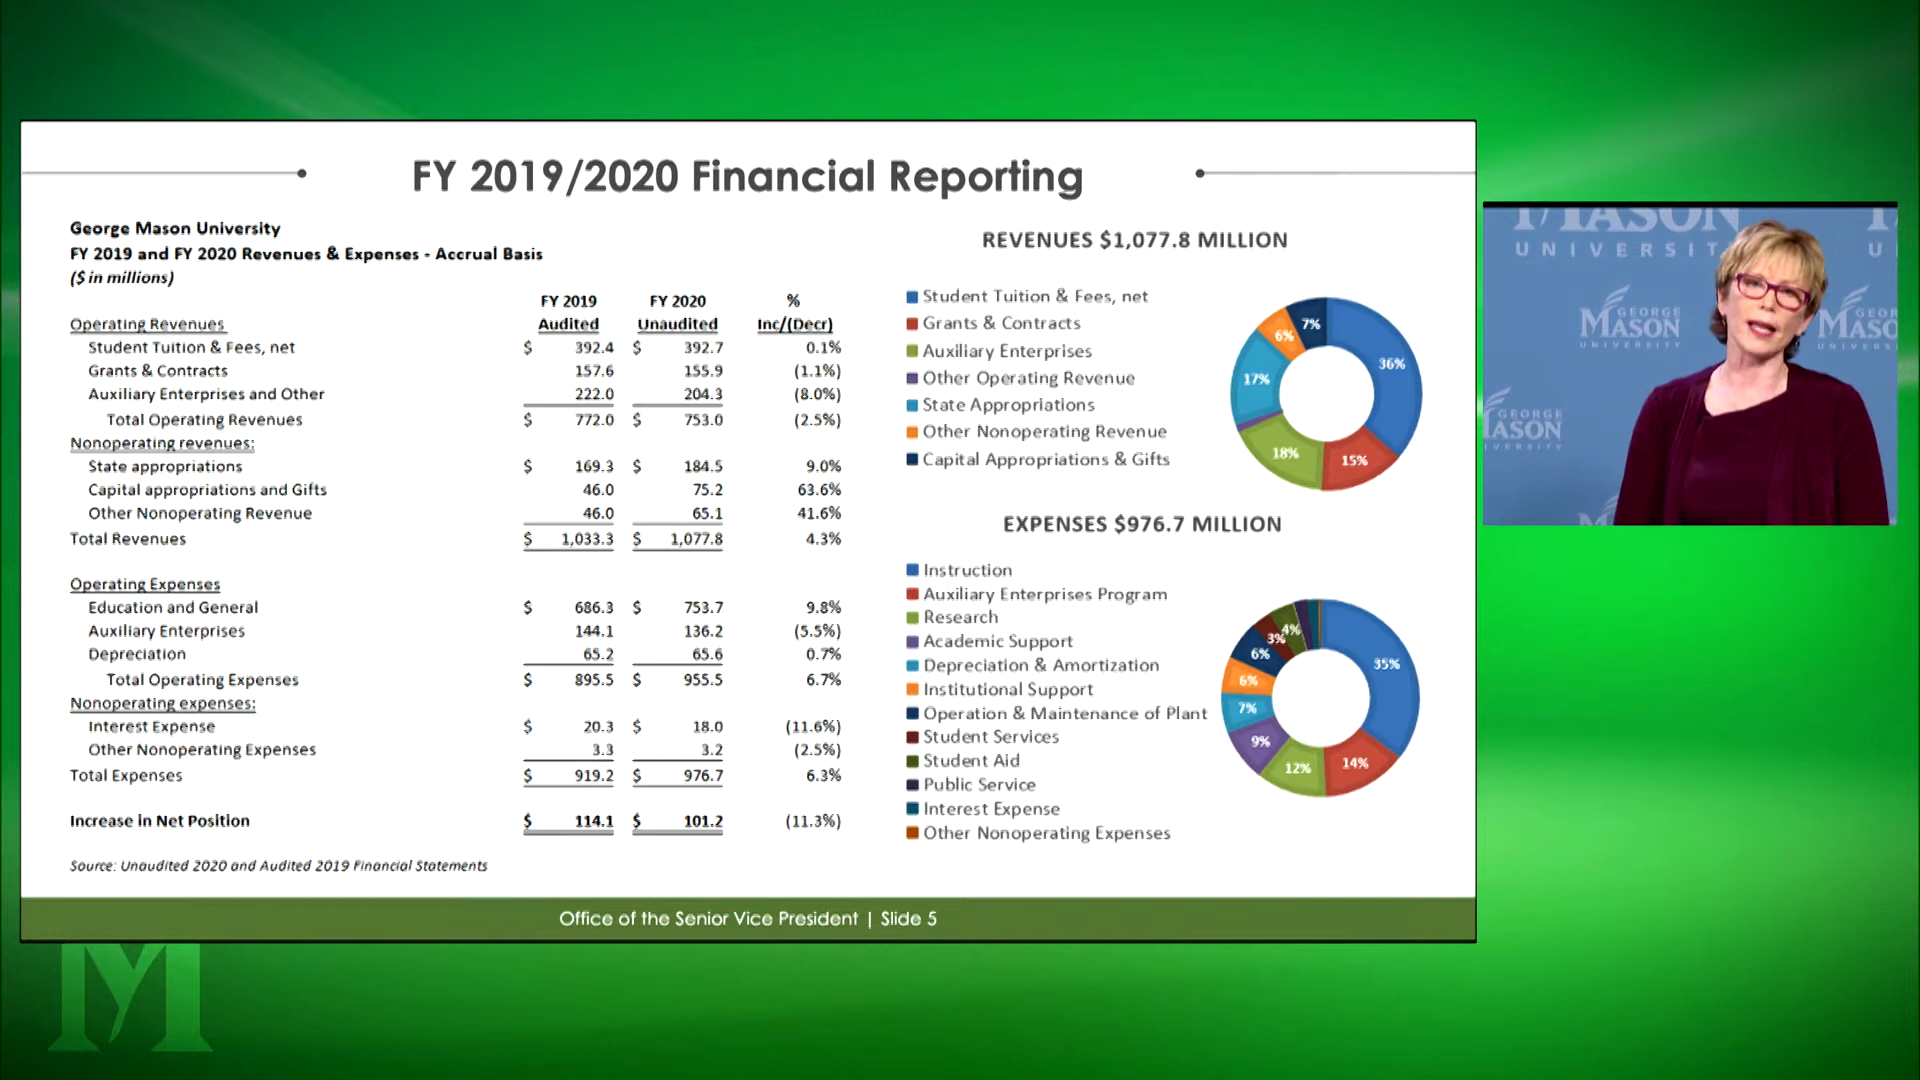 FY 2019/2020 Financial Reporting
George Mason University
FY 2019 and FY 2020 Revenues & Expenses - Accrual Basis
($ in millions)
FY 2019 FY 2020 %
Operating Revenues Audited Unaudited Inc/(Decr)
Student Tuition & Fees, net $ 392.4 $ 392.7 0.1%
Grants & Contracts 157.6 155.9 (1.1%)
Auxiliary Enterprises and Other 222.0 204.3 (8.0%)
Total Operating Revenues $ 772.0 $ 753.0 (2.5%)
Nonoperating revenues:
State appropriations $ 169.3 $ 184.5 9.0%
Capital appropriations and Gifts 46.0 75.2 63.6%
Other Nonoperating Revenue 46.0 65.1 41.6%
Total Revenues $ 1,033.3 $ 1,077.8 4.3%
Operating Expenses
Education and General $ 686.3 $ 753.7 9.8%
Auxiliary Enterprises 144.1 136.2 (5.5%)
Depreciation 65.2 65.6 0.7%
Total Operating Expenses $ 895.5 $ 955.5 6.7%
Nonoperating expenses:
Interest Expense $ 20.3 $ 18.0 (11.6%)
Other Nonoperating Expenses 3.3 3.2 (2.5%)
Total Expenses $ 919.2 $ 976.7 6.3%
Increase in Net Position $ 114.1 $ 101.2 (11.3%)
Source: Unaudited 2020 and Audited 2019 Financial Statements
REVENUES $1,077.8 MILLION
Student Tuition & Fees, net
Grants & Contracts
Auxiliary Enterprises
Other Operating Revenue
State Appropriations
Other Nonoperating Revenue
Capital Appropriations & Gifts
36%
15%
18%
17%
6%
7%
EXPENSES $976.7 MILLION
Instruction
Auxiliary Enterprises Program
Research
Academic Support
Depreciation & Amortization
Institutional Support
Operation & Maintenance of Plant
Student Services
Student Aid
Public Service
Interest Expense
Other Nonoperating Expenses
35%
14%
12%
9%
7%
6%
6%
3%
4%
Office of the Senior Vice President | Slide 5
MASON
UNIVERSIT
U
GEORGE
MASON
UNIVERSITY
GEOR
MASO
UNIVERS
GEORGE
ASON
VERSITY
M
M